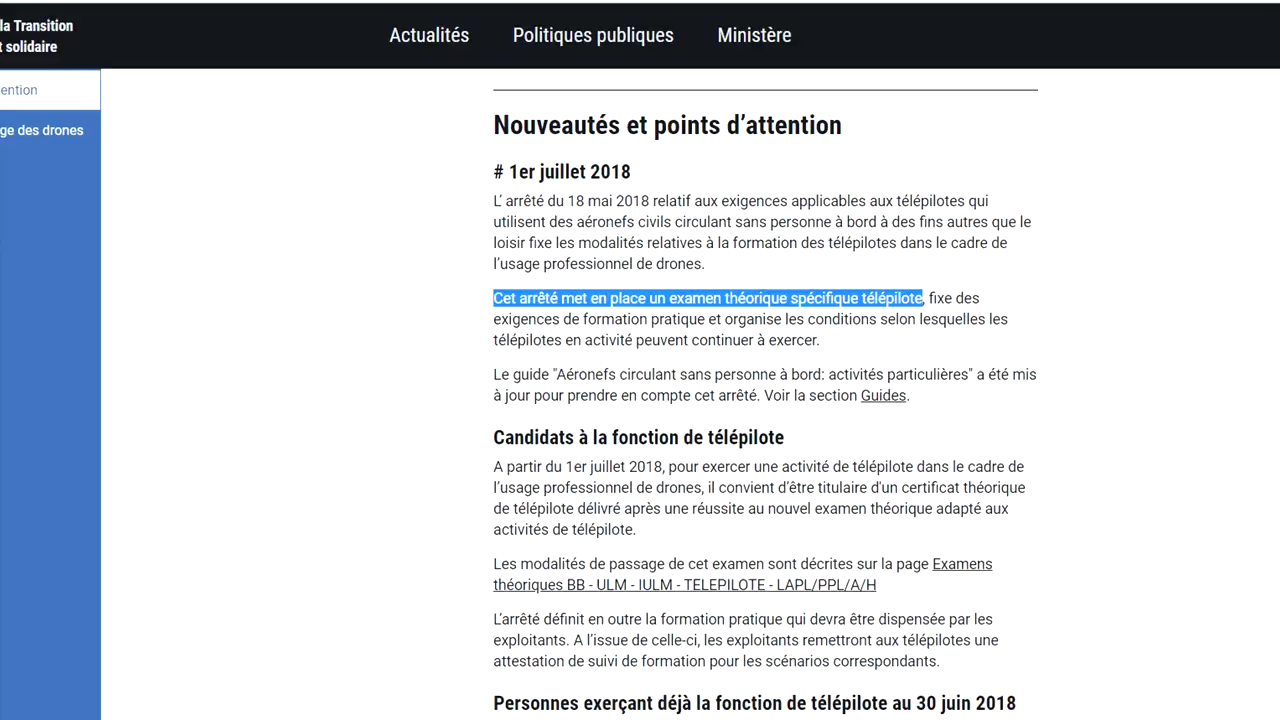 la Transition
t solidaire
Actualités
Politiques publiques
Ministère
ention
ge des drones
Nouveautés et points d’attention
# 1er juillet 2018
L’ arrêté du 18 mai 2018 relatif aux exigences applicables aux télépilotes qui
utilisent des aéronefs civils circulant sans personne à bord à des fins autres que le
loisir fixe les modalités relatives à la formation des télépilotes dans le cadre de
l’usage professionnel de drones.
Cet arrêté met en place un examen théorique spécifique télépilote, fixe des
exigences de formation pratique et organise les conditions selon lesquelles les
télépilotes en activité peuvent continuer à exercer.
Le guide "Aéronefs circulant sans personne à bord: activités particulières" a été mis
à jour pour prendre en compte cet arrêté. Voir la section Guides.
Candidats à la fonction de télépilote
A partir du 1er juillet 2018, pour exercer une activité de télépilote dans le cadre de
l’usage professionnel de drones, il convient d’être titulaire d'un certificat théorique
de télépilote délivré après une réussite au nouvel examen théorique adapté aux
activités de télépilote.
Les modalités de passage de cet examen sont décrites sur la page Examens
théoriques BB - ULM - IULM - TELEPILOTE - LAPL/PPL/A/H
L’arrêté définit en outre la formation pratique qui devra être dispensée par les
exploitants. A l’issue de celle-ci, les exploitants remettront aux télépilotes une
attestation de suivi de formation pour les scénarios correspondants.
Personnes exerçant déjà la fonction de télépilote au 30 juin 2018